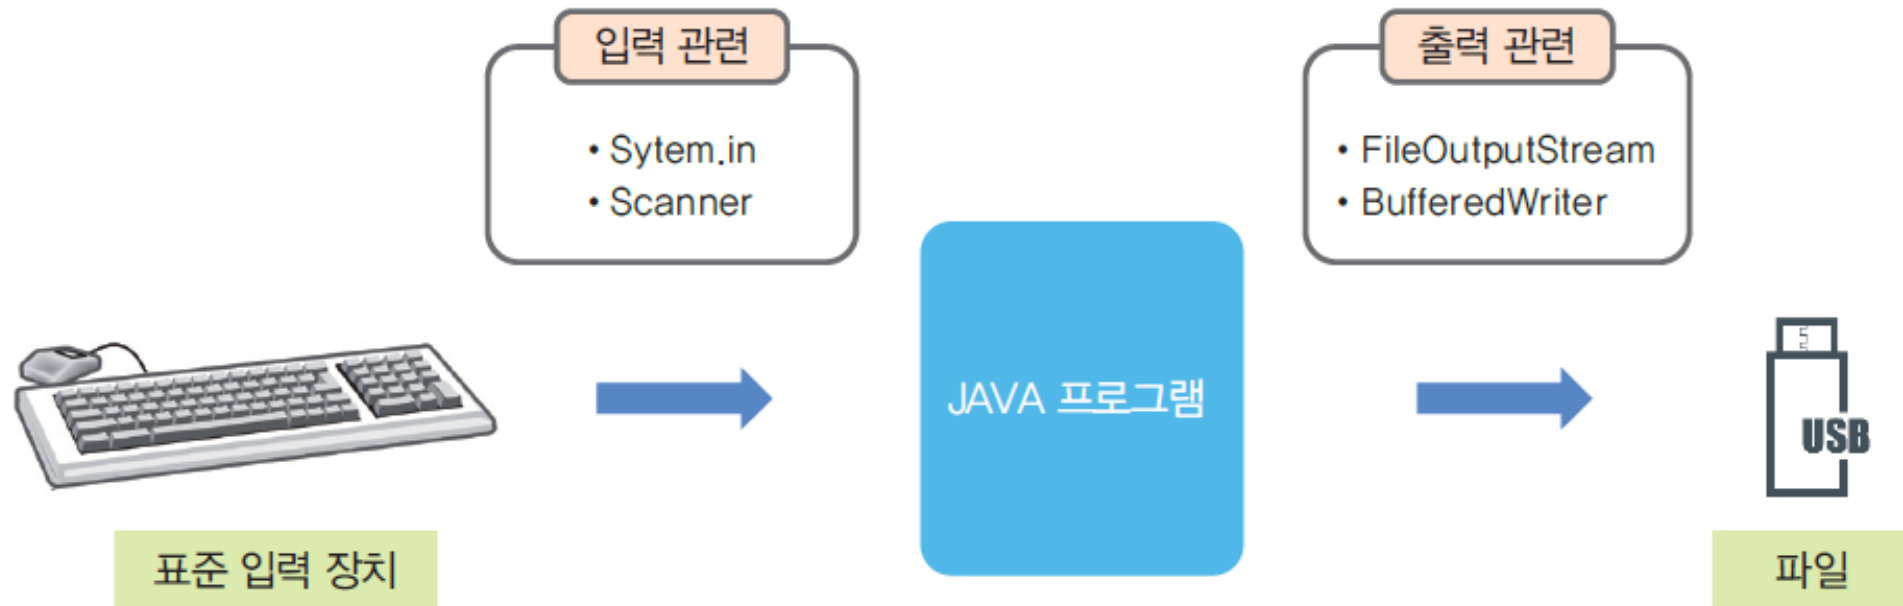 입력 관련
• Sytem.in
• Scanner
출력 관련
• FileOutputStream
• BufferedWriter
JAVA 프로그램
USB
표준 입력 장치
파일